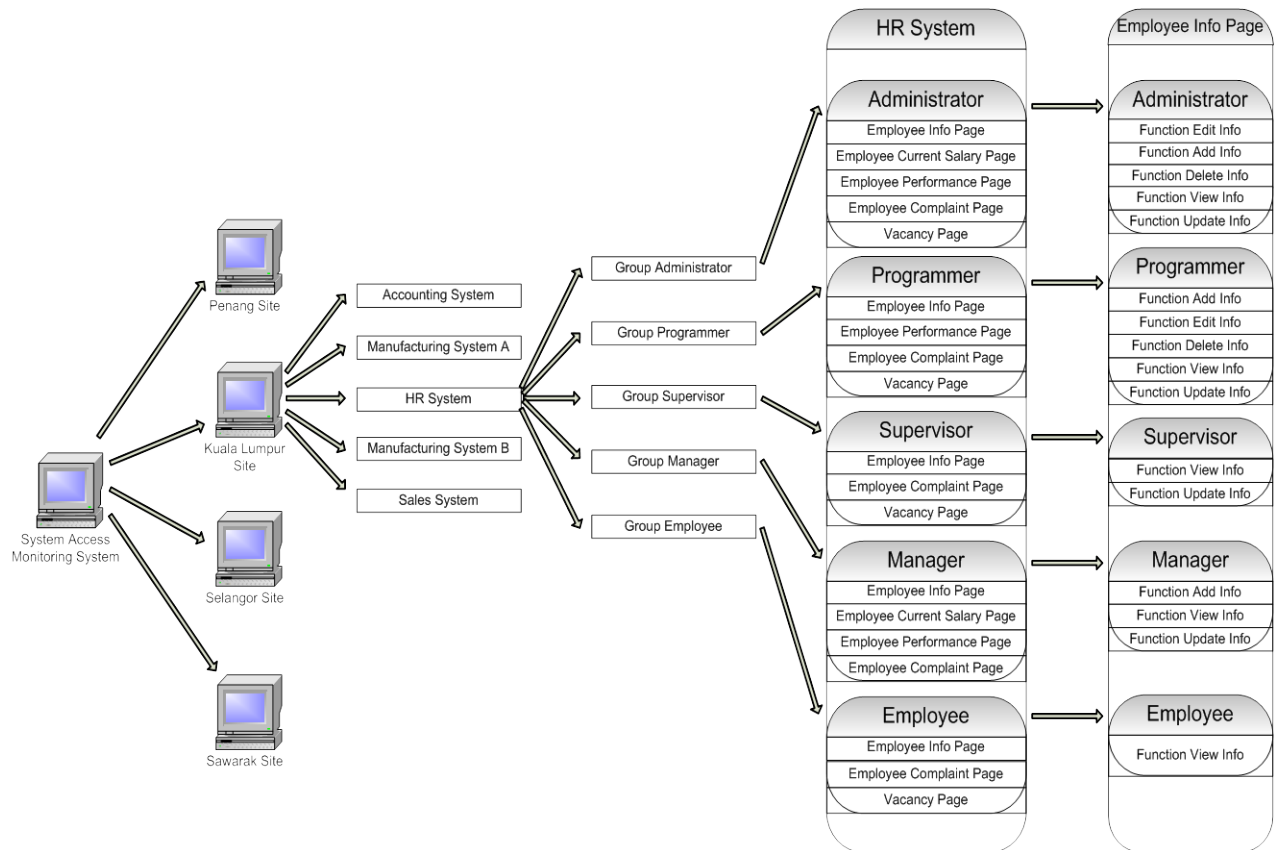 System Access
Monitoring System
Penang Site
Kuala Lumpur
Site
Selangor Site
Sawarak Site
Accounting System
Manufacturing System A
HR System
Manufacturing System B
Sales System
Group Administrator
Group Programmer
Group Supervisor
Group Manager
Group Employee
HR System
Administrator
Employee Info Page
Employee Current Salary Page
Employee Performance Page
Employee Complaint Page
Vacancy Page
Programmer
Employee Info Page
Employee Performance Page
Employee Complaint Page
Vacancy Page
Supervisor
Employee Info Page
Employee Complaint Page
Vacancy Page
Manager
Employee Info Page
Employee Current Salary Page
Employee Performance Page
Employee Complaint Page
Employee
Employee Info Page
Employee Complaint Page
Vacancy Page
Employee Info Page
Administrator
Function Edit Info
Function Add Info
Function Delete Info
Function View Info
Function Update Info
Programmer
Function Add Info
Function Edit Info
Function Delete Info
Function View Info
Function Update Info
Supervisor
Function View Info
Function Update Info
Manager
Function Add Info
Function View Info
Function Update Info
Employee
Function View Info